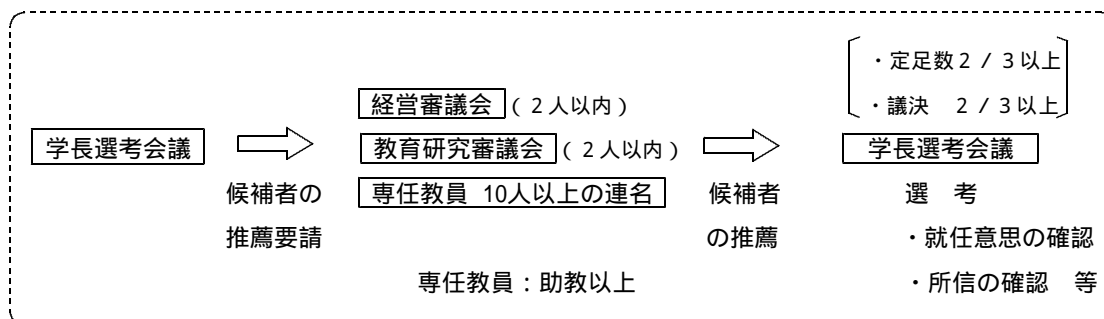 ・定足数２／３以上
・議決　２／３以上
経営審議会（２人以内）
学長選考会議　教育研究審議会（２人以内）　学長選考会議
候補者の　専任教員 10人以上の連名　候補者　選　考
推薦要請　の推薦　・就任意思の確認
専任教員：助教以上　・所信の確認　等